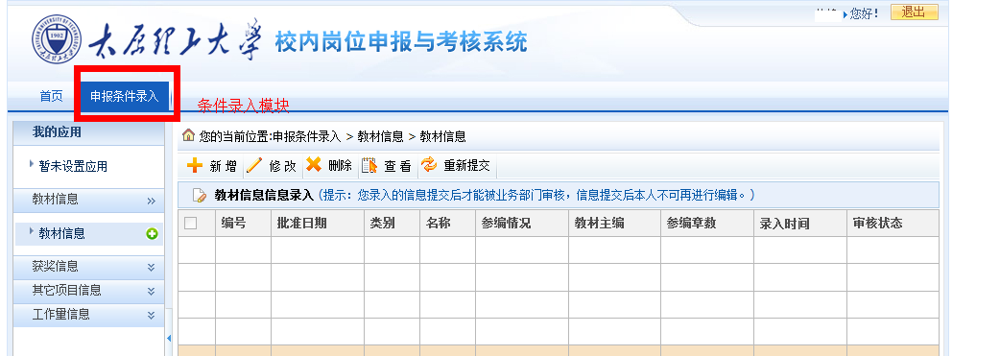 您好! 退出
太原理工大学 校内岗位申报与考核系统
首页 申报条件录入 条件录入模块
我的应用
暂未设置应用
教材信息
教材信息
获奖信息
其它项目信息
工作量信息
您的当前位置:申报条件录入 > 教材信息 > 教材信息
新增 修改 删除 查看 重新提交
教材信息信息录入 (提示：您录入的信息提交后才能被业务部门审核，信息提交后本人不可再进行编辑。)
编号 批准日期 类别 名称 参编情况 教材主编 参编章数 录入时间 审核状态